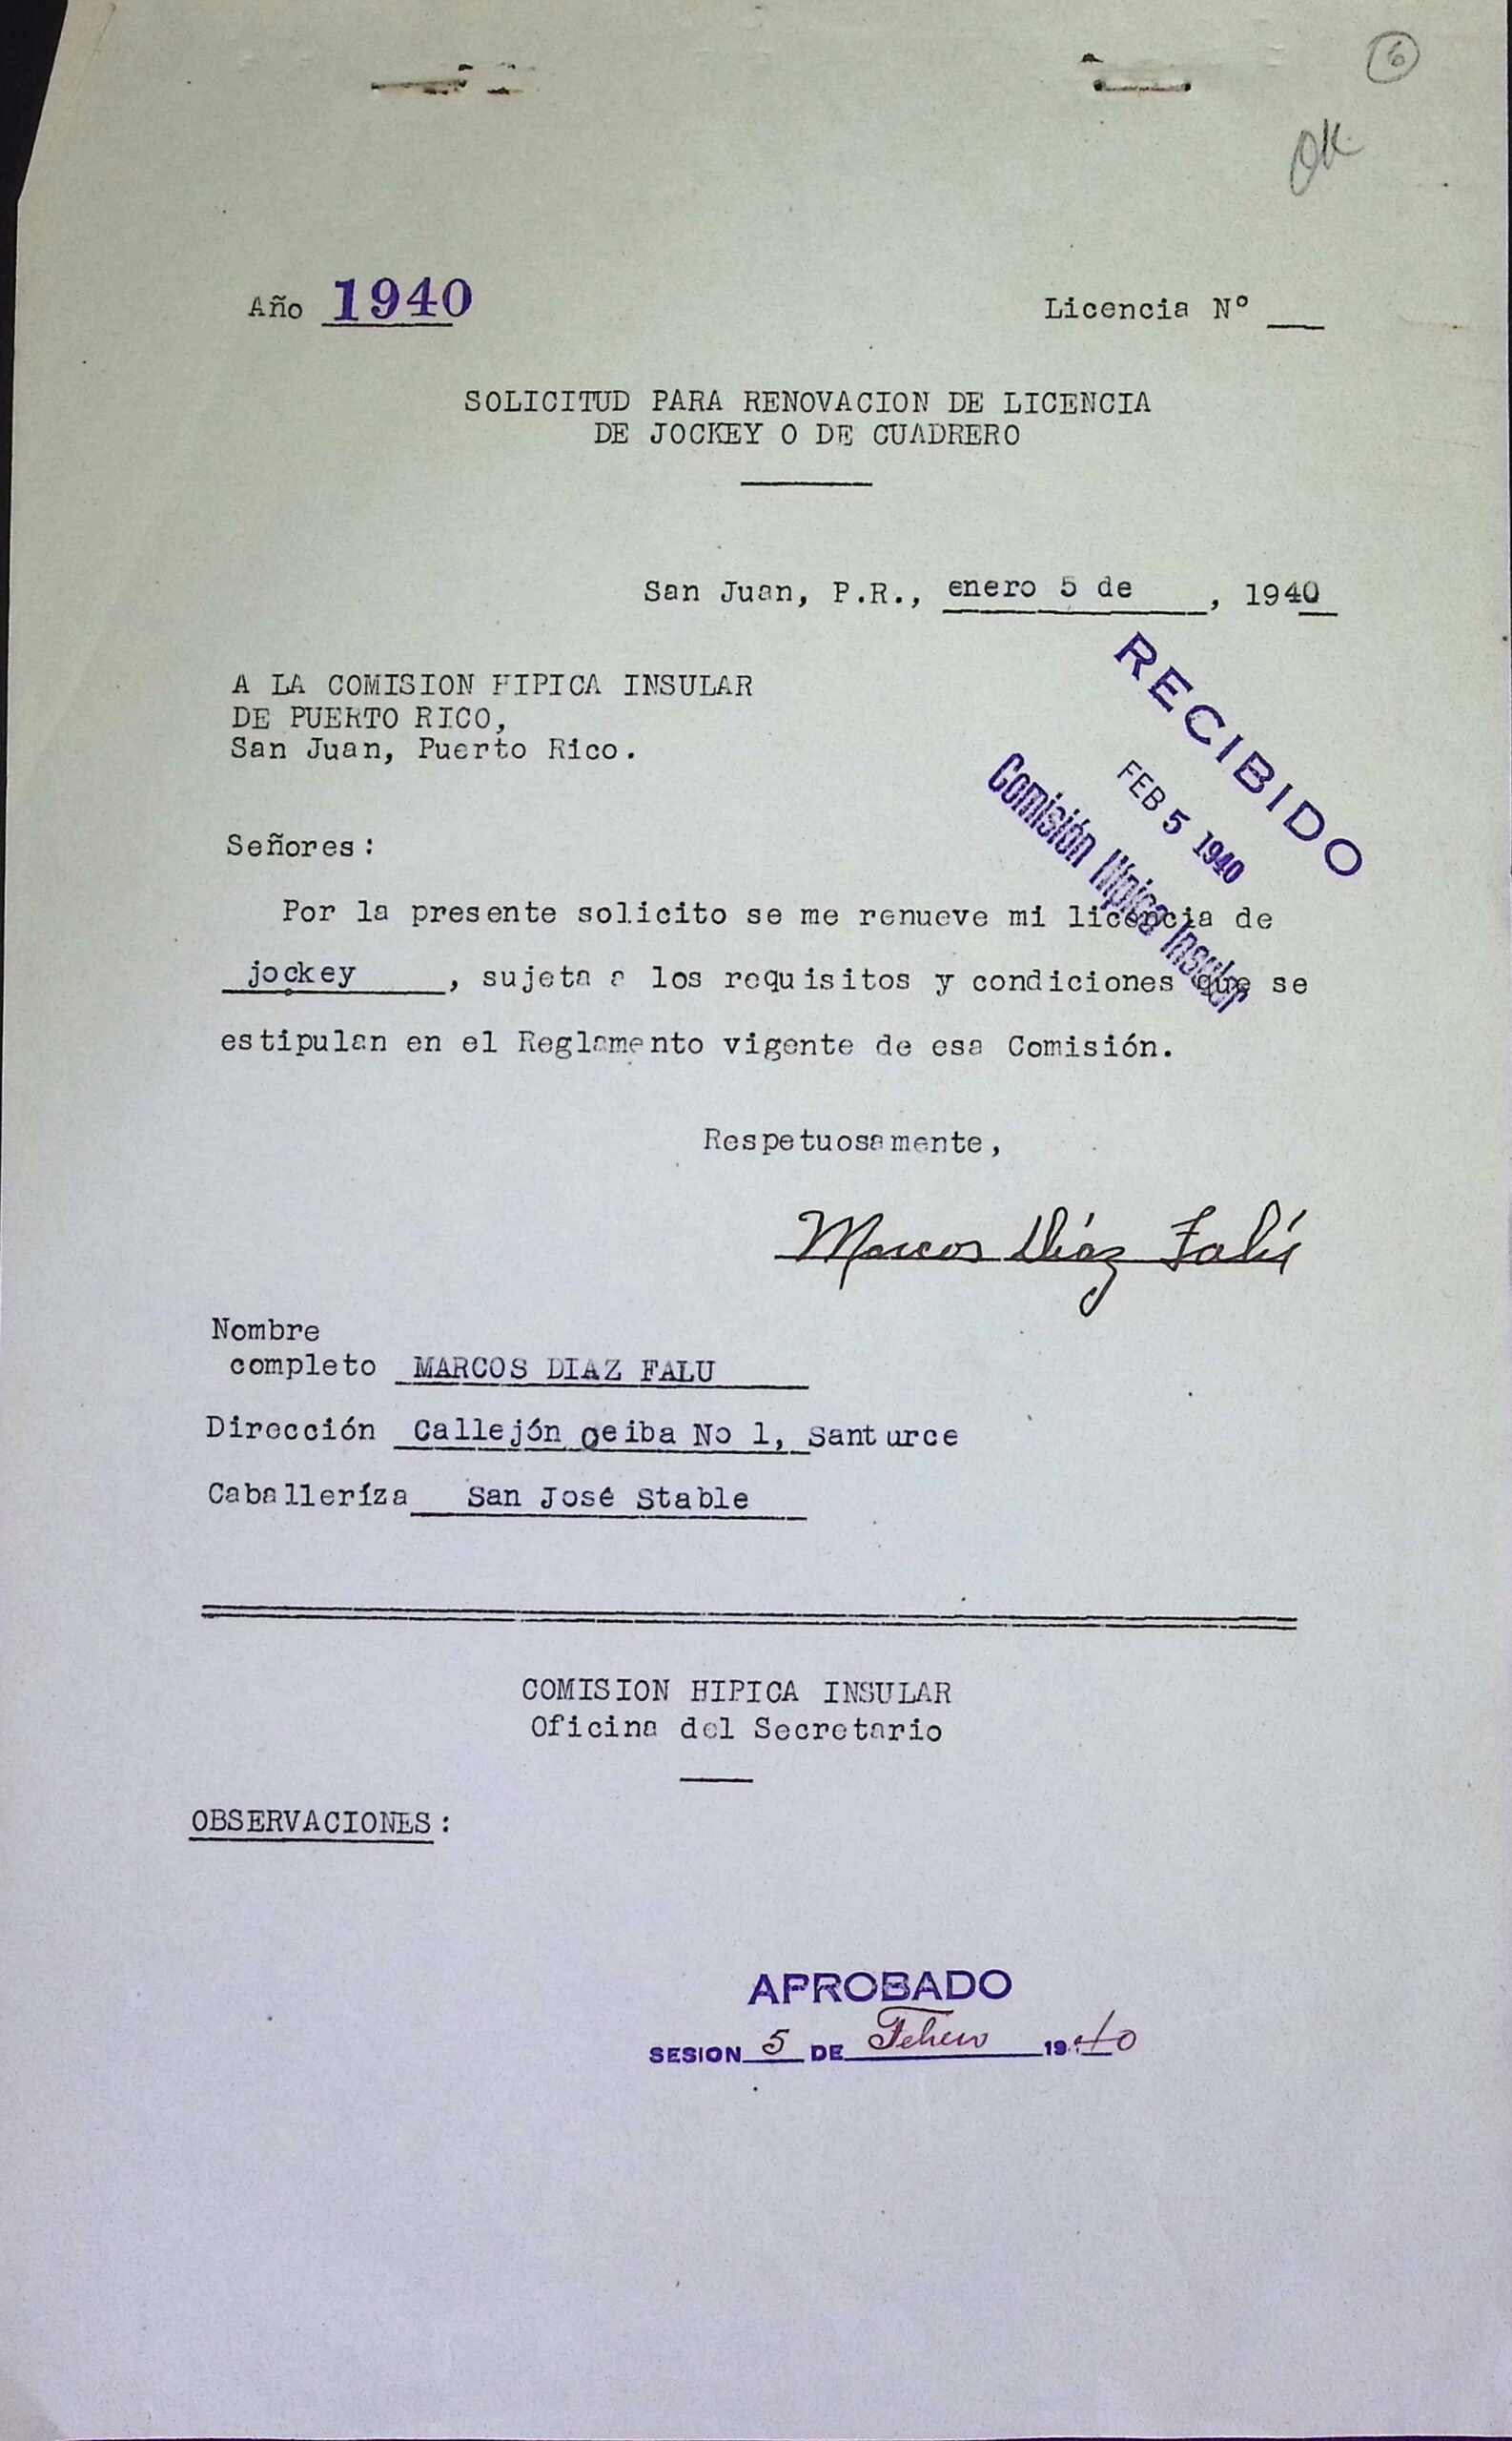 6
OK
Año 1940 Licencia Nº
SOLICITUD PARA RENOVACION DE LICENCIA
DE JOCKEY O DE CUADRERO
San Juan, P.R., enero 5 de , 1940
A LA COMISION HIPICA INSULAR
DE PUERTO RICO,
San Juan, Puerto Rico.
RECIBIDO
FEB 5 1940
Comisión Hípica Insular
Señores:
Por la presente solicito se me renueve mi licencia de
jockey , sujeta a los requisitos y condiciones que se
estipulan en el Reglamento vigente de esa Comisión.
Respetuosamente,
Marcos Díaz Falú
Nombre
completo MARCOS DIAZ FALU
Dirección Callejón Ceiba No 1, Santurce
Caballeríza San José Stable
COMISION HIPICA INSULAR
Oficina del Secretario
OBSERVACIONES:
APROBADO
SESION 5 DE Febrero 1940